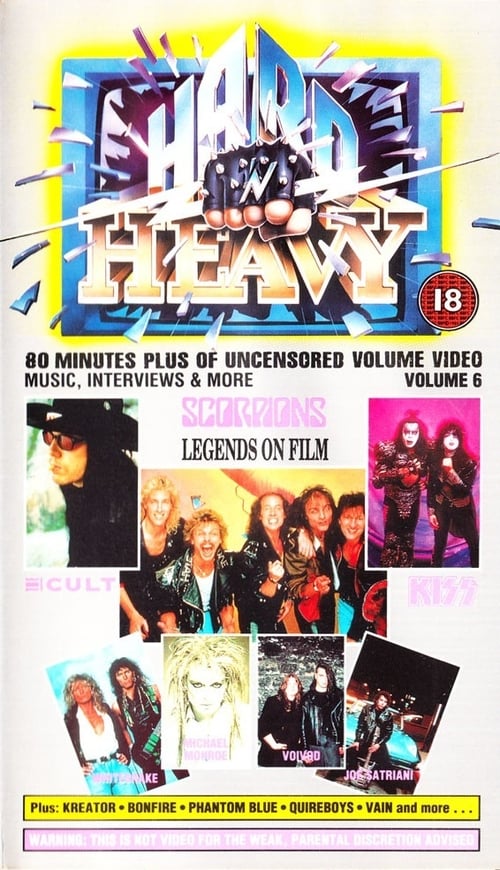 HARD
N
HEAVY
18
80 MINUTES PLUS OF UNCENSORED VOLUME VIDEO
MUSIC, INTERVIEWS & MORE VOLUME 6
SCORPIONS
LEGENDS ON FILM
THE CULT
KISS
WHITESNAKE
MICHAEL
MONROE
VOIVOD
JOE SATRIANI
Plus: KREATOR • BONFIRE • PHANTOM BLUE • QUIREBOYS • VAIN and more . . .
WARNING: THIS IS NOT VIDEO FOR THE WEAK, PARENTAL DISCRETION ADVISED